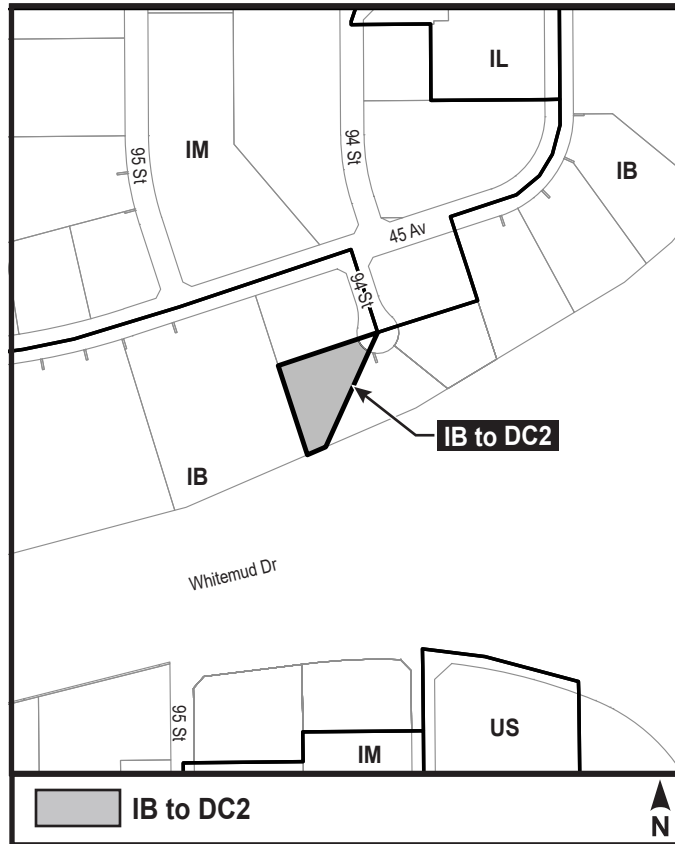 IL
IM
95 St
94 St
IB
45 Av
94 St
IB to DC2
IB
Whitemud Dr
95 St
US
IM
IB to DC2
N